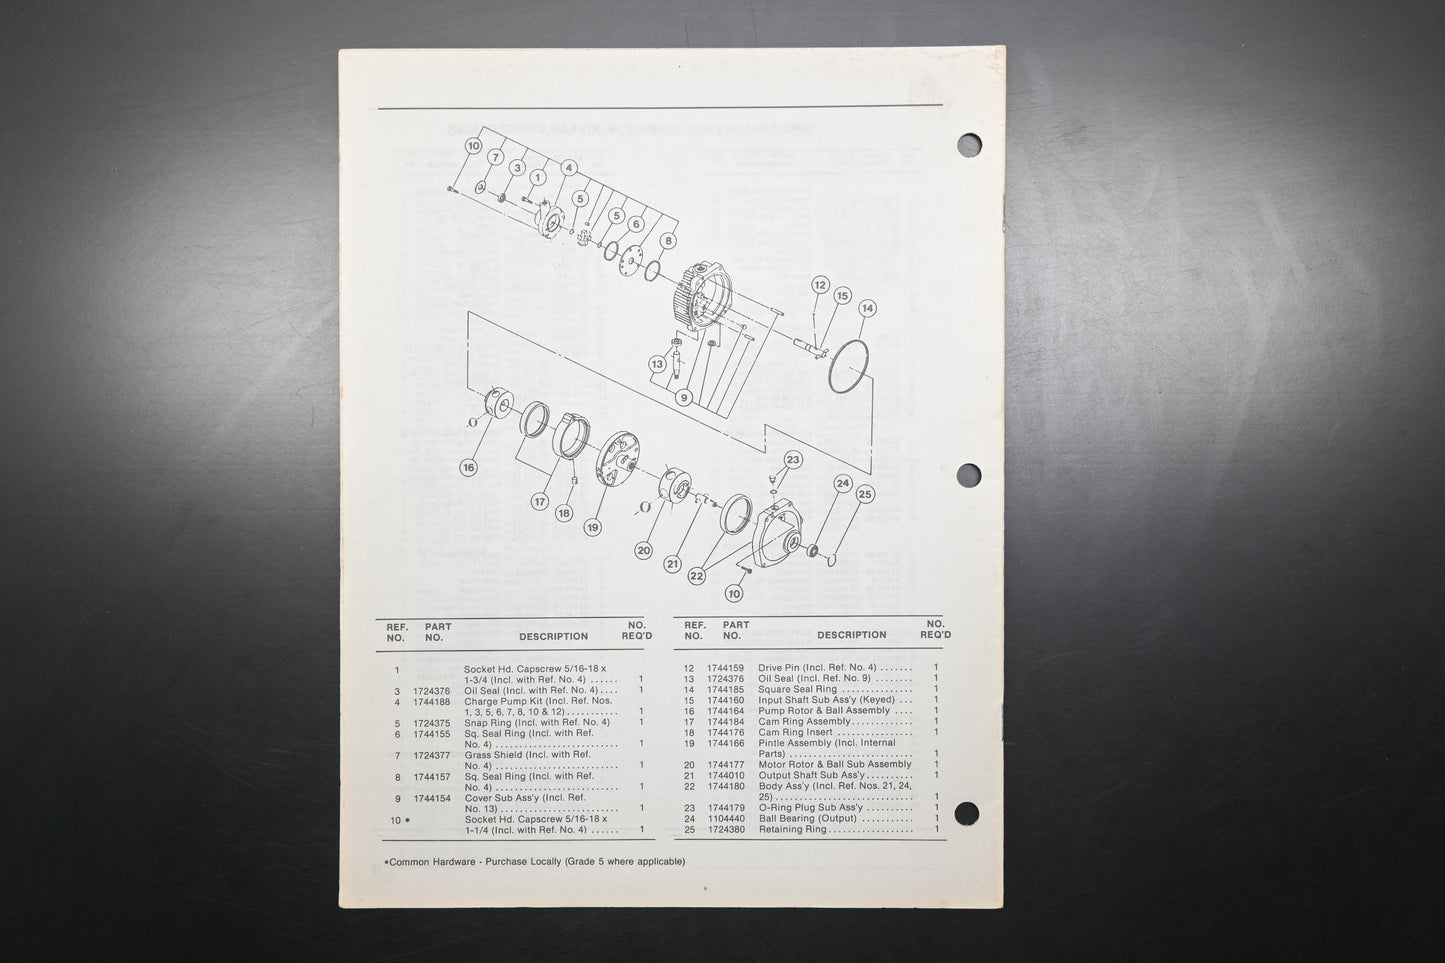 10
7
3
1
4
5
5
6
8
12
15
14
13
9
16
17
18
19
20
21
22
23
24
25
10
REF. NO. PART NO. DESCRIPTION NO. REQ'D
1 Socket Hd. Capscrew 5/16-18 x
1-3/4 (Incl. with Ref. No. 4) ...... 1
3 1724376 Oil Seal (Incl. with Ref. No. 4).... 1
4 1744188 Charge Pump Kit (Incl. Ref. Nos.
1, 3, 5, 6, 7, 8, 10 & 12)........... 1
5 1724375 Snap Ring (Incl. with Ref. No. 4) 1
6 1744155 Sq. Seal Ring (Incl. with Ref.
No. 4) ......................... 1
7 1724377 Grass Shield (Incl. with Ref.
No. 4) ......................... 1
8 1744157 Sq. Seal Ring (Incl. with Ref.
No. 4) ......................... 1
9 1744154 Cover Sub Ass'y (Incl. Ref.
No. 13) ........................ 1
10 • Socket Hd. Capscrew 5/16-18 x
1-1/4 (Incl. with Ref. No. 4) ...... 1
REF. NO. PART NO. DESCRIPTION NO. REQ'D
12 1744159 Drive Pin (Incl. Ref. No. 4) ....... 1
13 1724376 Oil Seal (Incl. Ref. No. 9) ........ 1
14 1744185 Square Seal Ring ............... 1
15 1744160 Input Shaft Sub Ass'y (Keyed) ... 1
16 1744164 Pump Rotor & Ball Assembly .... 1
17 1744184 Cam Ring Assembly............. 1
18 1744176 Cam Ring Insert ................ 1
19 1744166 Pintle Assembly (Incl. Internal
Parts) ......................... 1
20 1744177 Motor Rotor & Ball Sub Assembly 1
21 1744010 Output Shaft Sub Ass'y.......... 1
22 1744180 Body Ass'y (Incl. Ref. Nos. 21, 24,
25) ............................ 1
23 1744179 O-Ring Plug Sub Ass'y .......... 1
24 1104440 Ball Bearing (Output) ........... 1
25 1724380 Retaining Ring................. 1
•Common Hardware - Purchase Locally (Grade 5 where applicable)